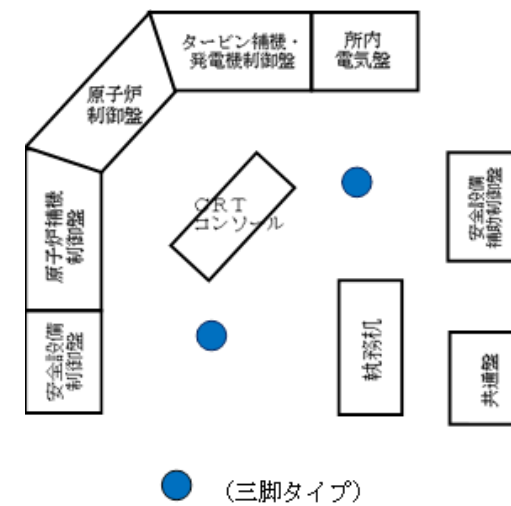 タービン補機・
発電機制御盤
所内
電気盤
原子炉
制御盤
原子炉補機
制御盤
安全設備
制御盤
CRT
コンソール
安全設備
補助制御盤
執務机
共通盤
(三脚タイプ)